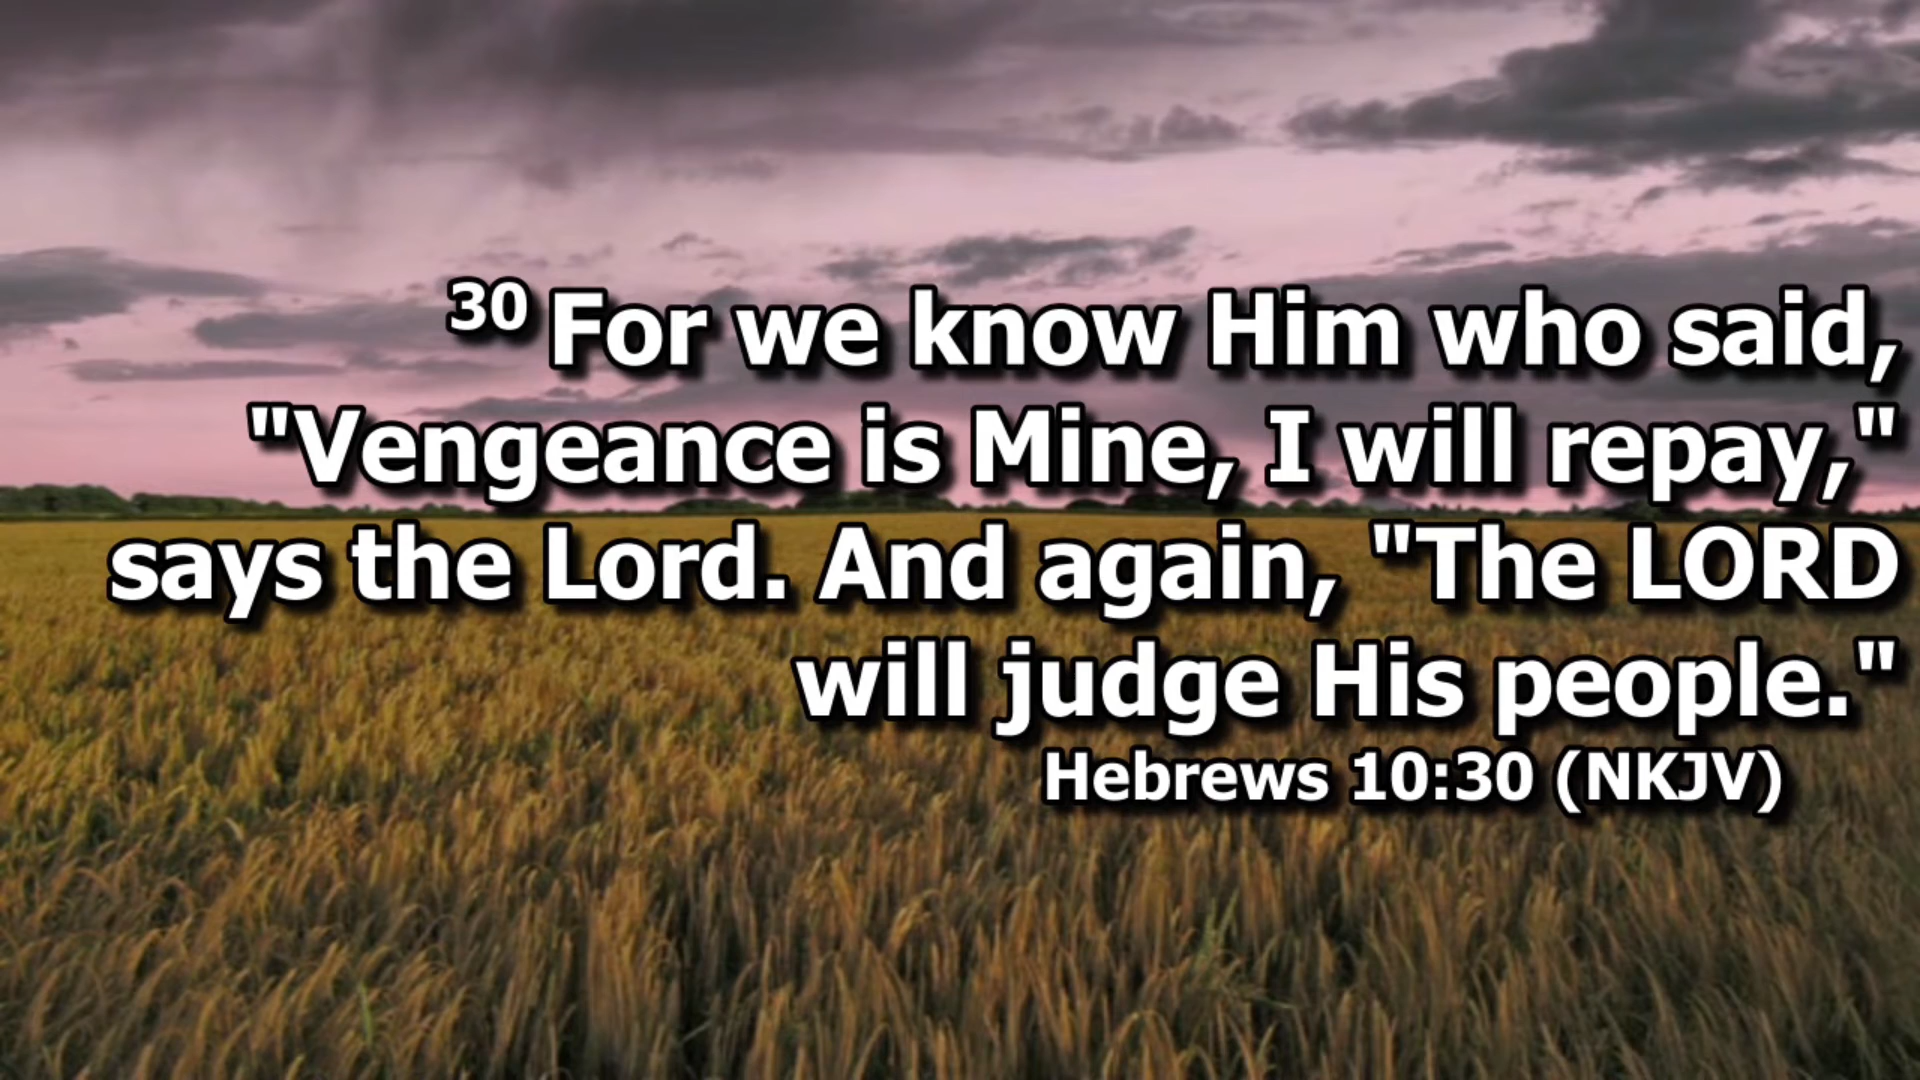 30 For we know Him who said,
"Vengeance is Mine, I will repay,"
says the Lord. And again, "The LORD
will judge His people."
Hebrews 10:30 (NKJV)